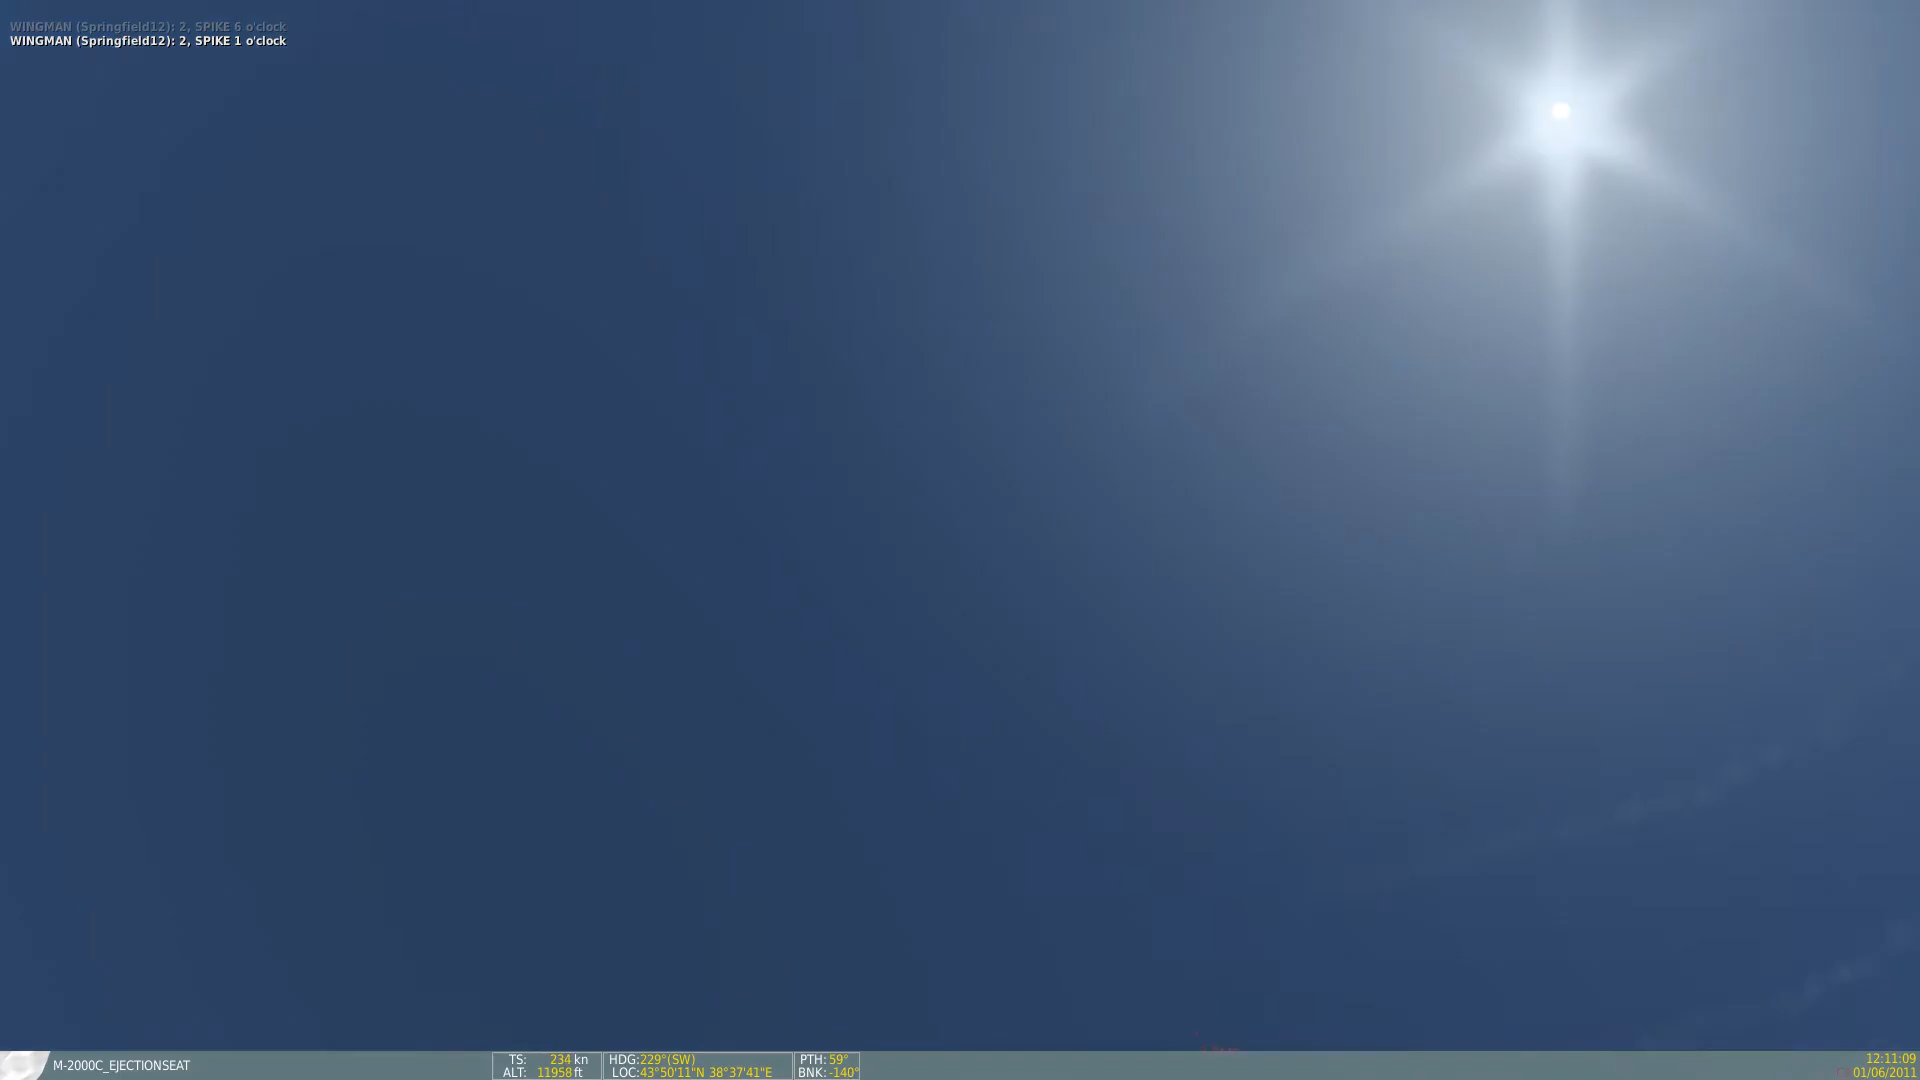 WINGMAN (Springfield12): 2, SPIKE 6 o'clock
WINGMAN (Springfield12): 2, SPIKE 1 o'clock
M-2000C_EJECTIONSEAT
TS: 234 kn
ALT: 11958 ft
HDG:229°(SW)
LOC:43°50'11"N 38°37'41"E
PTH: 59°
BNK: -140°
12:11:09
01/06/2011